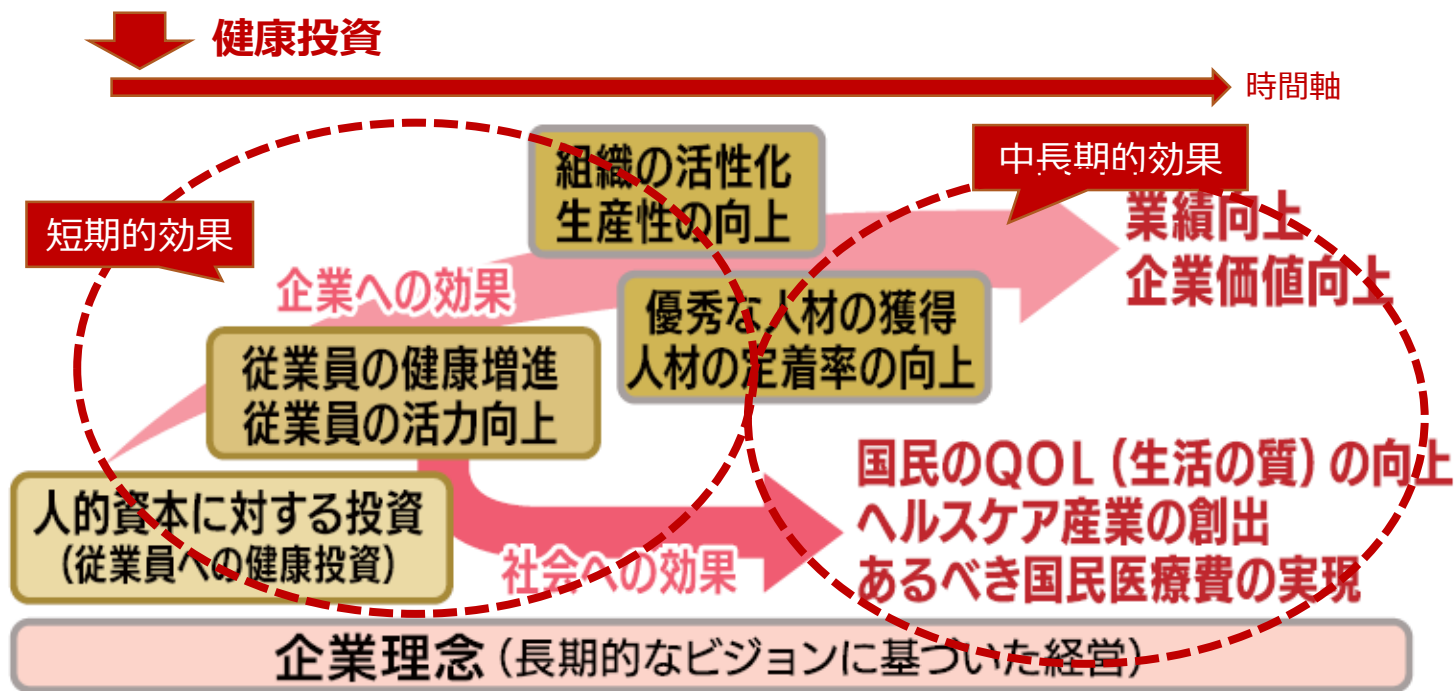 健康投資
時間軸
組織の活性化
生産性の向上
中長期的効果
短期的効果
業績向上
企業価値向上
企業への効果
優秀な人材の獲得
人材の定着率の向上
従業員の健康増進
従業員の活力向上
国民のQOL（生活の質）の向上
ヘルスケア産業の創出
あるべき国民医療費の実現
人的資本に対する投資
（従業員への健康投資）
社会への効果
企業理念（長期的なビジョンに基づいた経営）